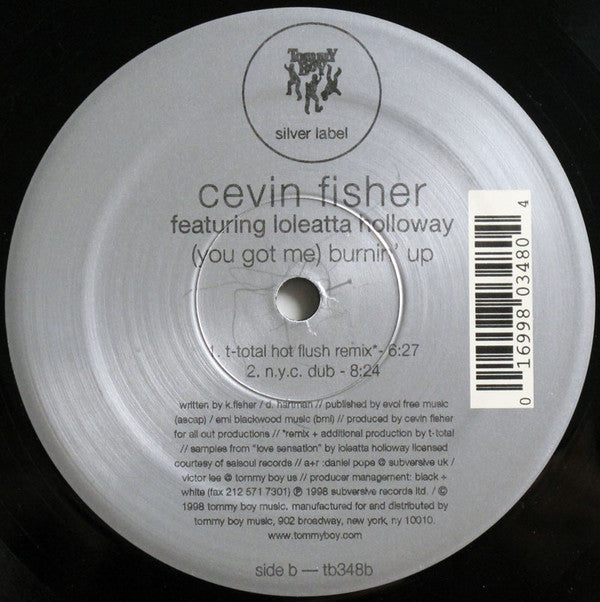 Tommy
Boy
silver label
cevin fisher
featuring loleatta holloway
(you got me) burnin' up
1. t-total hot flush remix*- 6:27
2. n.y.c. dub - 8:24
written by k.fisher / d. hartman // published by evol free music
(ascap) / emi blackwood music (bmi) // produced by cevin fisher
for all out productions // *remix + additional production by t-total
// samples from "love sensation" by loleatta holloway licensed
courtesy of salsoul records // a+r :daniel pope @ subversive uk /
victor lee @ tommy boy us // producer management: black +
white (fax 212 571 7301) ℗ 1998 subversive records ltd. / ©
1998 tommy boy music. manufactured for and distributed by
tommy boy music, 902 broadway, new york, ny 10010.
www.tommyboy.com
side b — tb348b
0 16998 03480 4